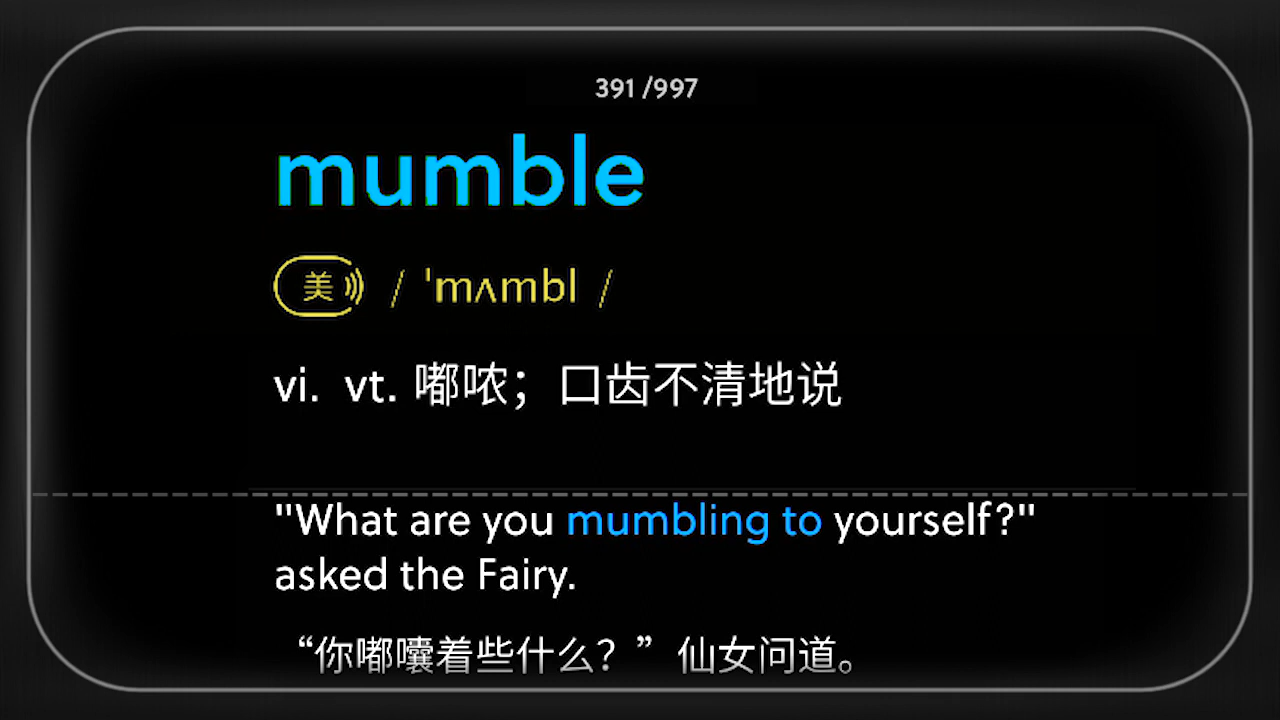 391 /997
mumble
美 / ˈmʌmbl /
vi. vt. 嘟哝；口齿不清地说
"What are you mumbling to yourself?"
asked the Fairy.
“你嘟囔着些什么？”仙女问道。